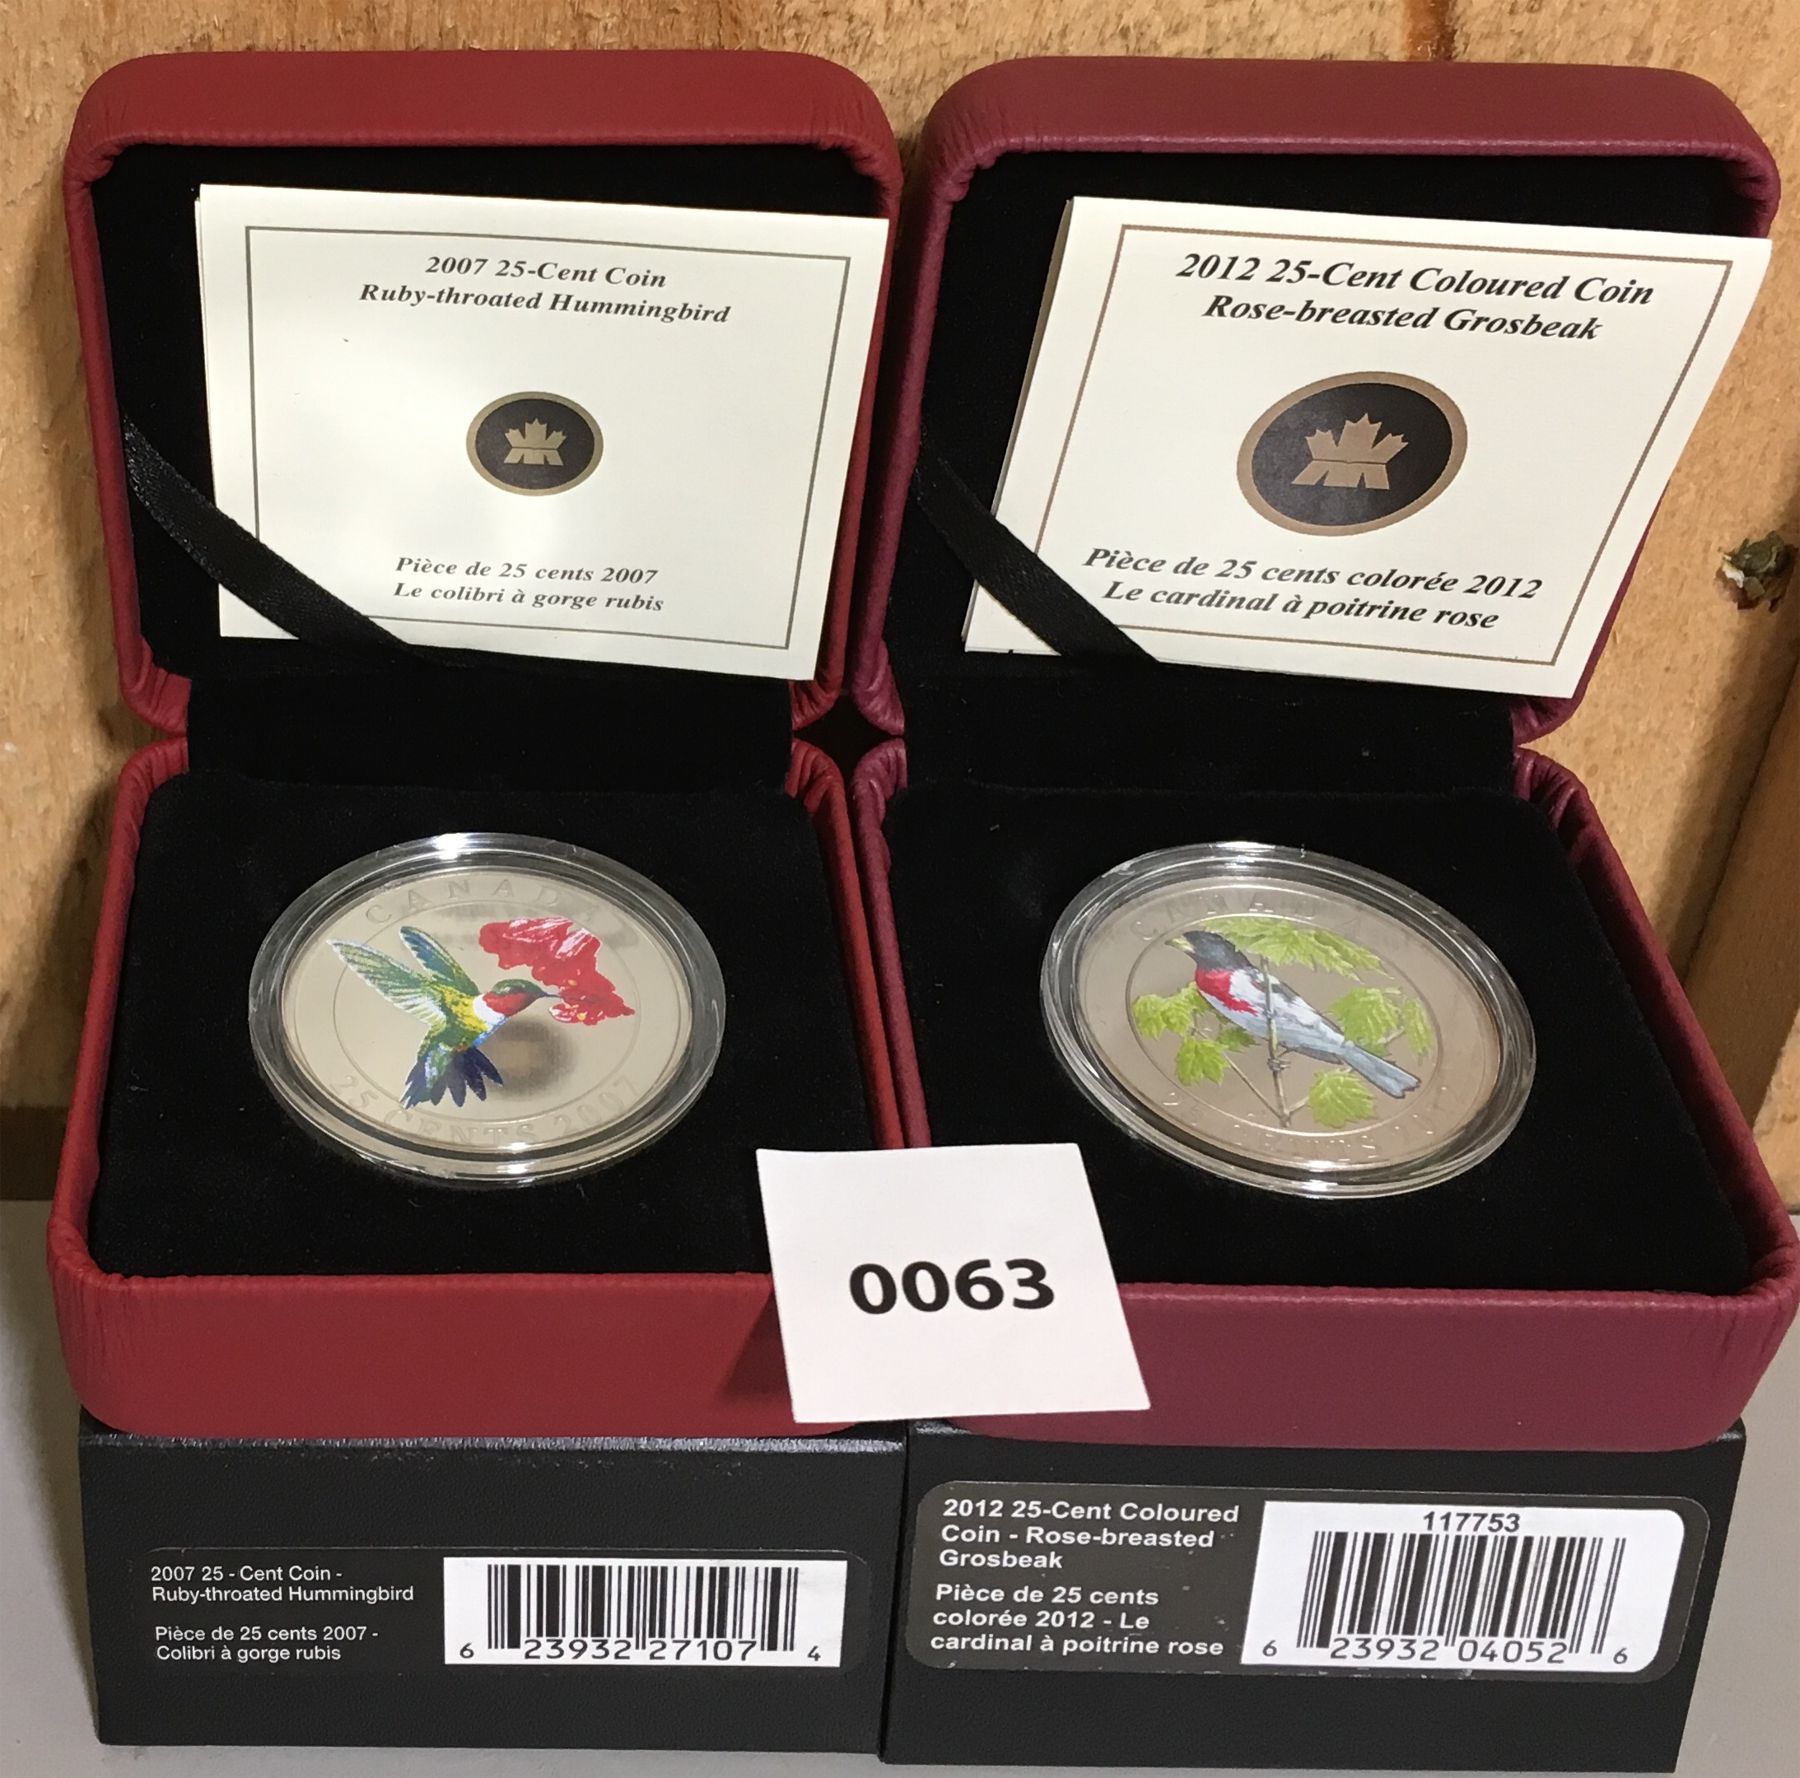 2007 25-Cent Coin
Ruby-throated Hummingbird
Pièce de 25 cents 2007
Le colibri à gorge rubis
2012 25-Cent Coloured Coin
Rose-breasted Grosbeak
Pièce de 25 cents colorée 2012
Le cardinal à poitrine rose
CANADA
25 CENTS 2007
CANADA
25 CENTS
0063
2007 25 - Cent Coin -
Ruby-throated Hummingbird
Pièce de 25 cents 2007 -
Colibri à gorge rubis
6 23932 27107 4
2012 25-Cent Coloured
Coin - Rose-breasted
Grosbeak
Pièce de 25 cents
colorée 2012 - Le
cardinal à poitrine rose
117753
6 23932 04052 6